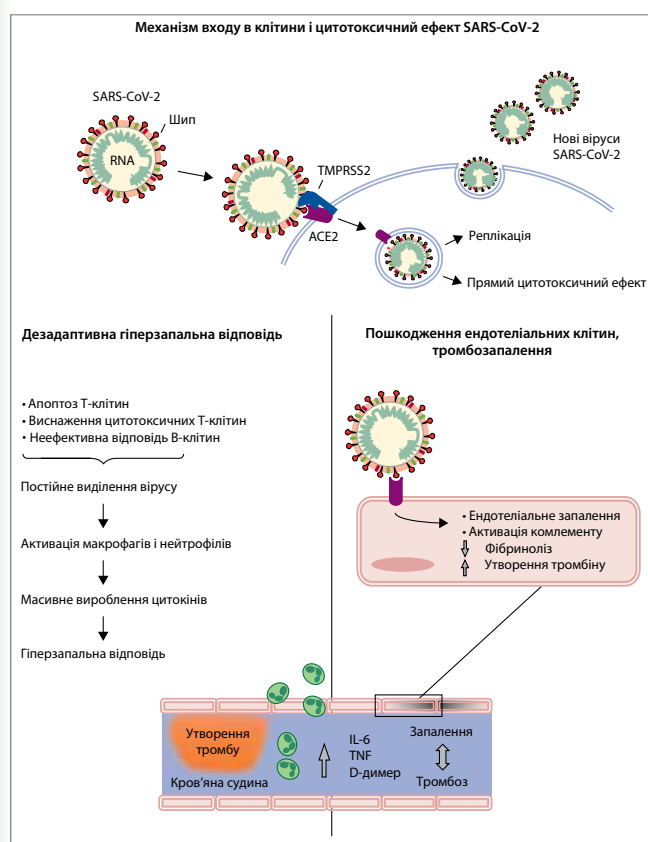 Механізм входу в клітини і цитотоксичний ефект SARS-CoV-2
SARS-CoV-2
Шип
RNA
TMPRSS2
ACE2
Нові віруси
SARS-CoV-2
Реплікація
Прямий цитотоксичний ефект
Дезадаптивна гіперзапальна відповідь
• Апоптоз Т-клітин
• Виснаження цитотоксичних Т-клітин
• Неефективна відповідь В-клітин
Постійне виділення вірусу
Активація макрофагів і нейтрофілів
Масивне вироблення цитокінів
Гіперзапальна відповідь
Пошкодження ендотеліальних клітин,
тромбозапалення
• Ендотеліальне запалення
• Активація комлементу
Фібриноліз
Утворення тромбіну
Утворення
тромбу
Кров'яна судина
IL-6
TNF
D-димер
Запалення
Тромбоз